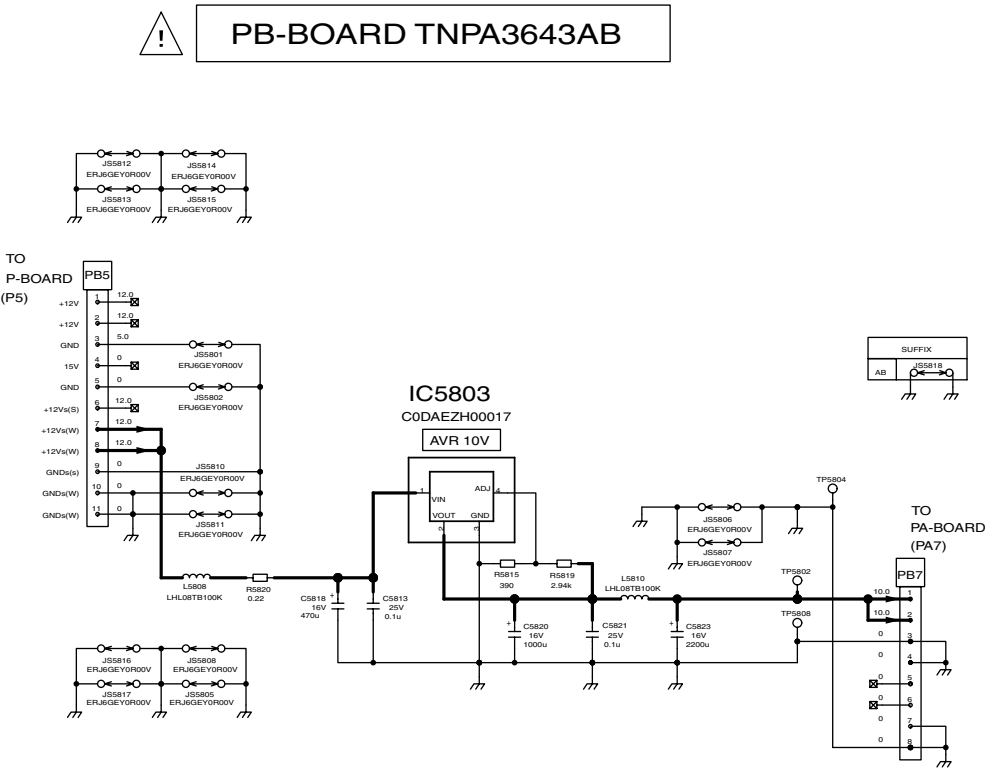 !
PB-BOARD TNPA3643AB
JS5812
ERJ6GEY0R00V
JS5814
ERJ6GEY0R00V
JS5813
ERJ6GEY0R00V
JS5815
ERJ6GEY0R00V
TO
P-BOARD
(P5)
PB5
+12V 1 12.0
+12V 2 12.0
GND 3 5.0
15V 4 0
GND 5 0
+12Vs(S) 6 12.0
+12Vs(W) 7 12.0
+12Vs(W) 8 12.0
GNDs(s) 9 0
GNDs(W) 10 0
GNDs(W) 11 0
JS5801
ERJ6GEY0R00V
JS5802
ERJ6GEY0R00V
JS5810
ERJ6GEY0R00V
JS5811
ERJ6GEY0R00V
L5808
LHL08TB100K
R5820
0.22
C5818
+
16V
470u
C5813
25V
0.1u
IC5803
C0DAEZH00017
AVR 10V
1
VIN
ADJ
4
VOUT
GND
2
3
R5815
390
R5819
2.94k
C5820
+
16V
1000u
C5821
25V
0.1u
L5810
LHL08TB100K
C5823
+
16V
2200u
JS5806
ERJ6GEY0R00V
JS5807
ERJ6GEY0R00V
TP5804
TP5802
TP5808
SUFFIX
AB
JS5818
TO
PA-BOARD
(PA7)
PB7
10.0 1
10.0 2
0 3
0 4
0 5
0 6
0 7
0 8
JS5816
ERJ6GEY0R00V
JS5808
ERJ6GEY0R00V
JS5817
ERJ6GEY0R00V
JS5805
ERJ6GEY0R00V